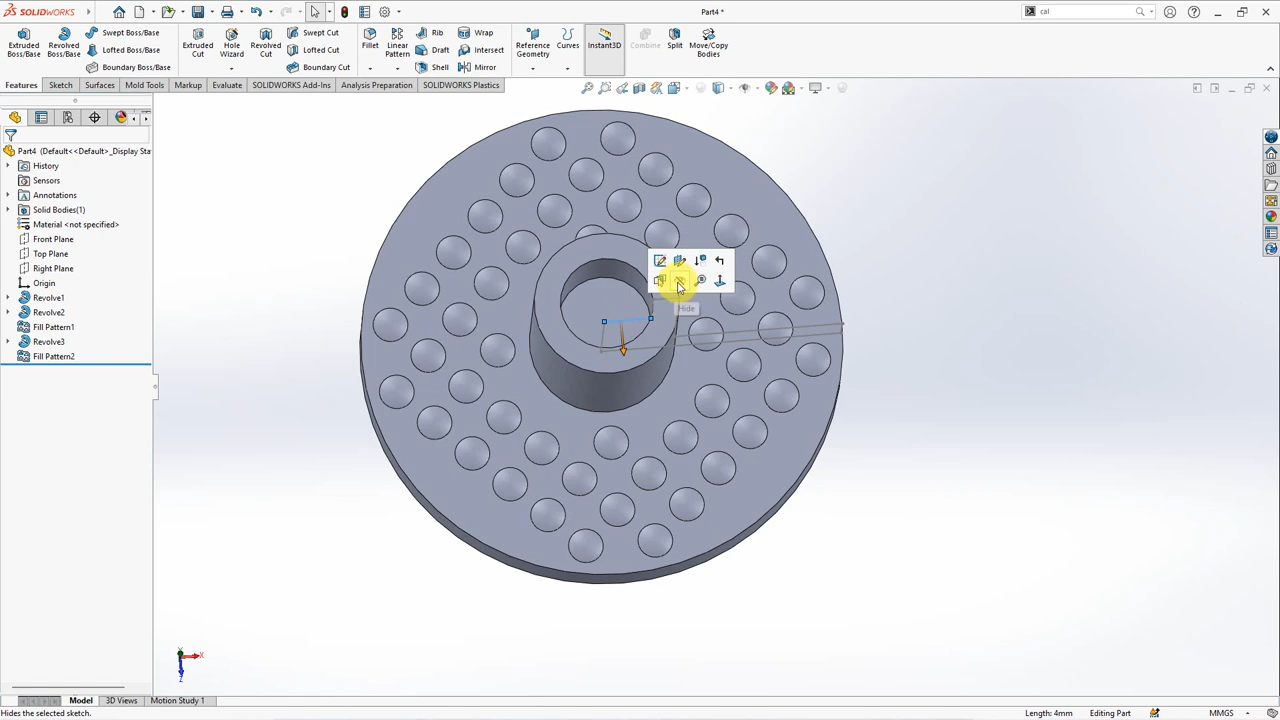 SOLIDWORKS
Part4 *
cal
Extruded Boss/Base
Revolved Boss/Base
Swept Boss/Base
Lofted Boss/Base
Boundary Boss/Base
Extruded Cut
Hole Wizard
Revolved Cut
Swept Cut
Lofted Cut
Boundary Cut
Fillet
Linear Pattern
Rib
Draft
Shell
Wrap
Intersect
Mirror
Reference Geometry
Curves
Instant3D
Combine
Split
Move/Copy Bodies
Features
Sketch
Surfaces
Mold Tools
Markup
Evaluate
SOLIDWORKS Add-Ins
Analysis Preparation
SOLIDWORKS Plastics
Part4 (Default<<Default>_Display Sta
History
Sensors
Annotations
Solid Bodies(1)
Material <not specified>
Front Plane
Top Plane
Right Plane
Origin
Revolve1
Revolve2
Fill Pattern1
Revolve3
Fill Pattern2
Hide
X
Z
Model
3D Views
Motion Study 1
Hides the selected sketch.
Length: 4mm
Editing Part
MMGS